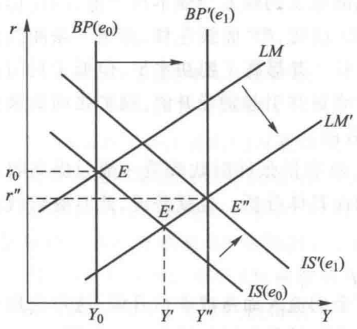 r
BP(e₀)
BP'(e₁)
LM
LM'
r₀
r"
E
E'
E"
IS'(e₁)
IS(e₀)
O
Y₀
Y'
Y"
Y